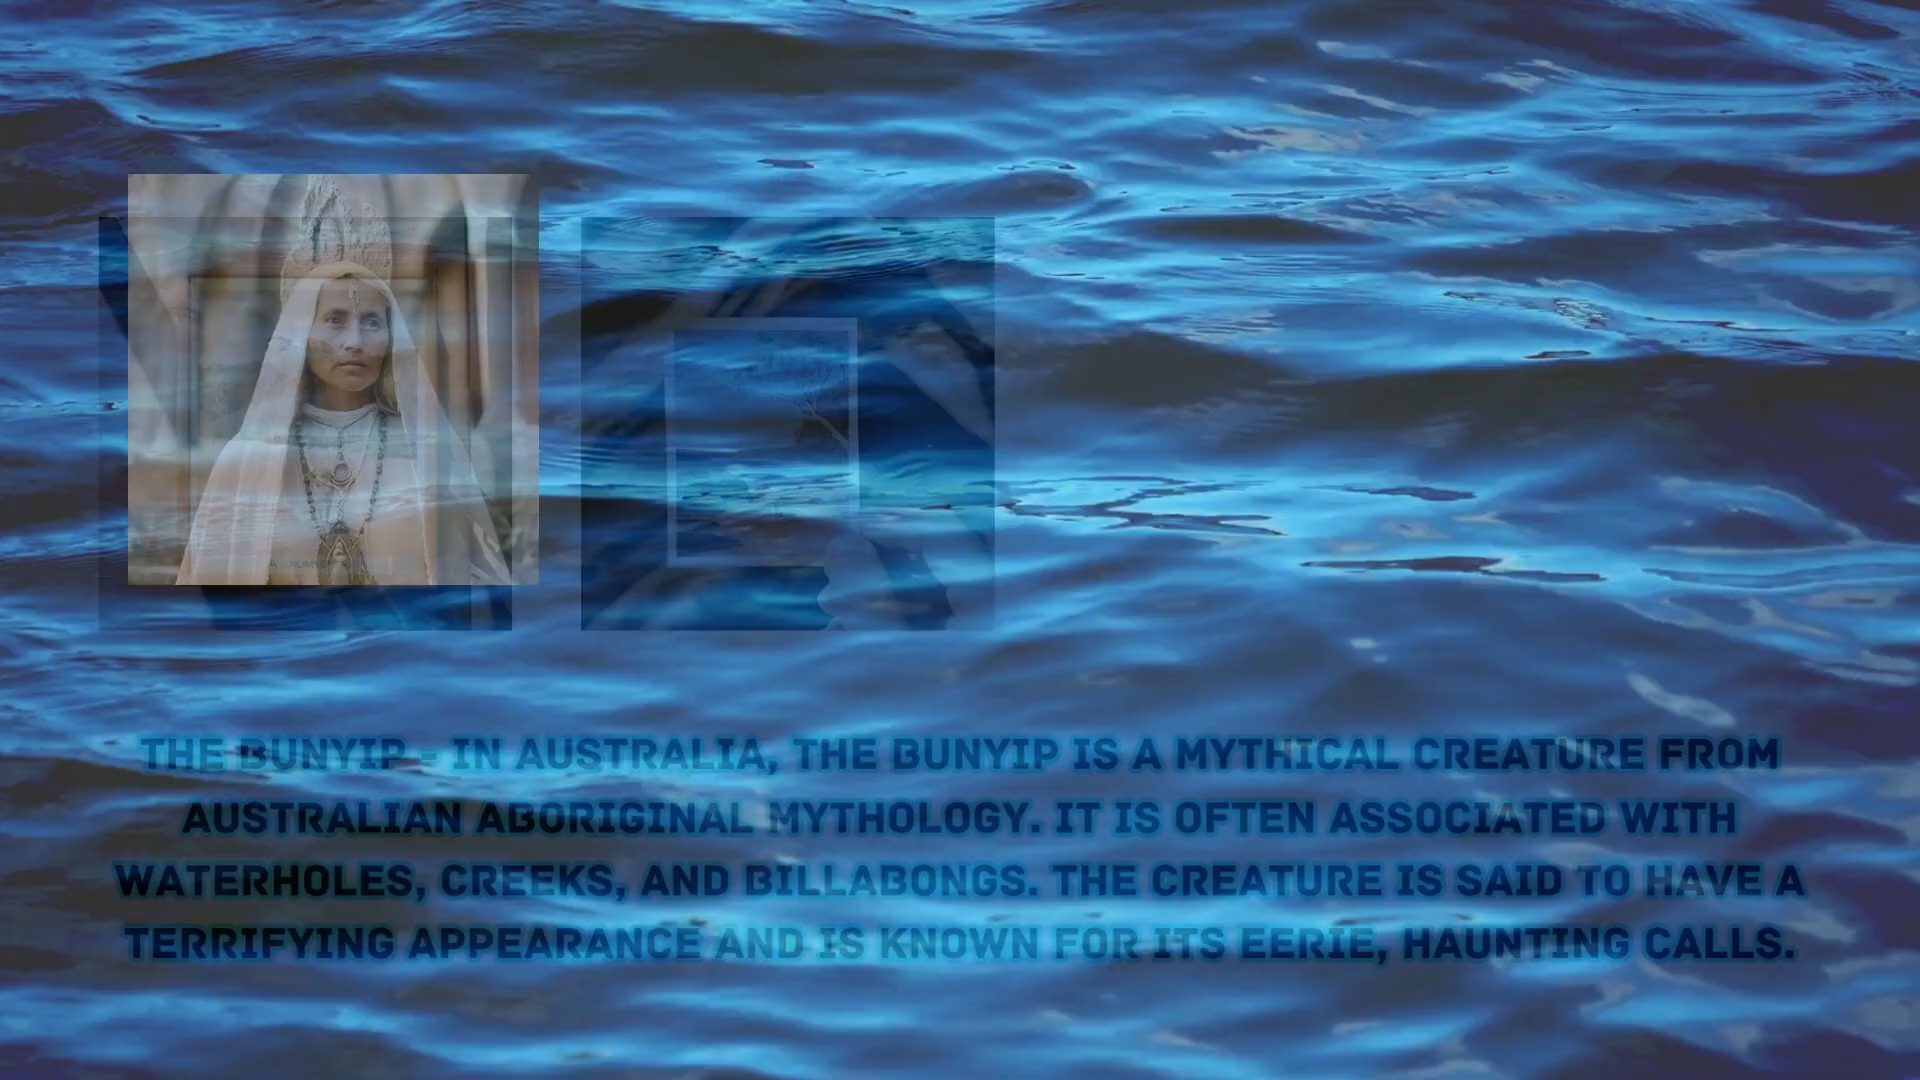 THE BUNYIP - IN AUSTRALIA, THE BUNYIP IS A MYTHICAL CREATURE FROM
AUSTRALIAN ABORIGINAL MYTHOLOGY. IT IS OFTEN ASSOCIATED WITH
WATERHOLES, CREEKS, AND BILLABONGS. THE CREATURE IS SAID TO HAVE A
TERRIFYING APPEARANCE AND IS KNOWN FOR ITS EERIE, HAUNTING CALLS.